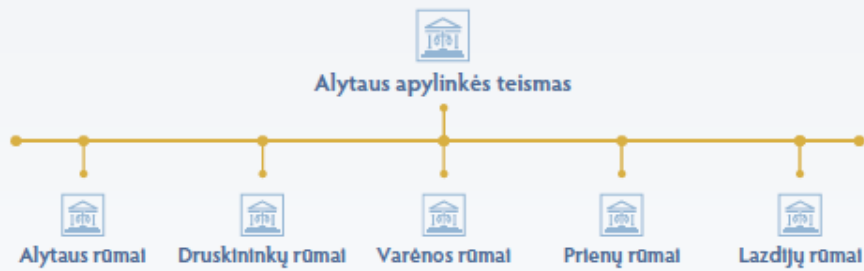 Alytaus apylinkės teismas
Alytaus rūmai Druskininkų rūmai Varėnos rūmai Prienų rūmai Lazdijų rūmai